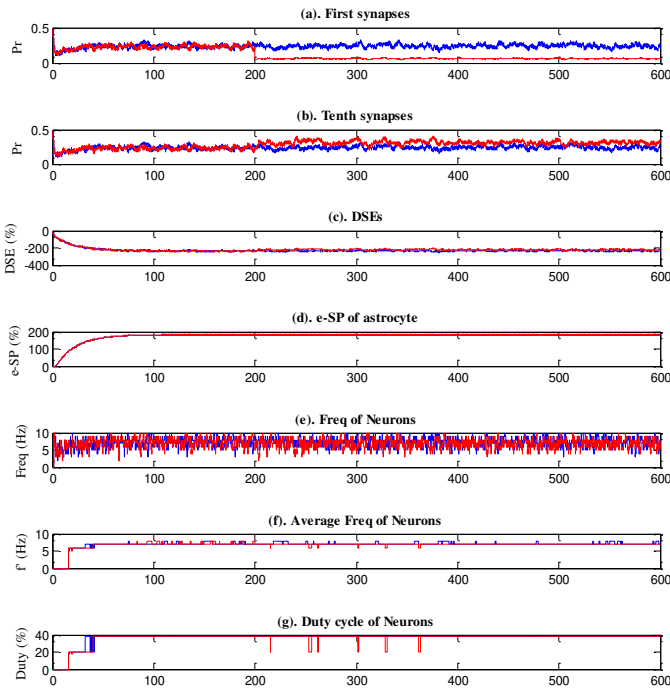 (a). First synapses
0.5
Pr
0
0 100 200 300 400 500 600
(b). Tenth synapses
0.5
Pr
0
0 100 200 300 400 500 600
(c). DSEs
0
DSE (%)
-200
-400
0 100 200 300 400 500 600
(d). e-SP of astrocyte
200
e-SP (%)
100
0
0 100 200 300 400 500 600
(e). Freq of Neurons
10
Freq (Hz)
5
0
0 100 200 300 400 500 600
(f). Average Freq of Neurons
10
f' (Hz)
5
0
0 100 200 300 400 500 600
(g). Duty cycle of Neurons
40
Duty (%)
20
0
0 100 200 300 400 500 600